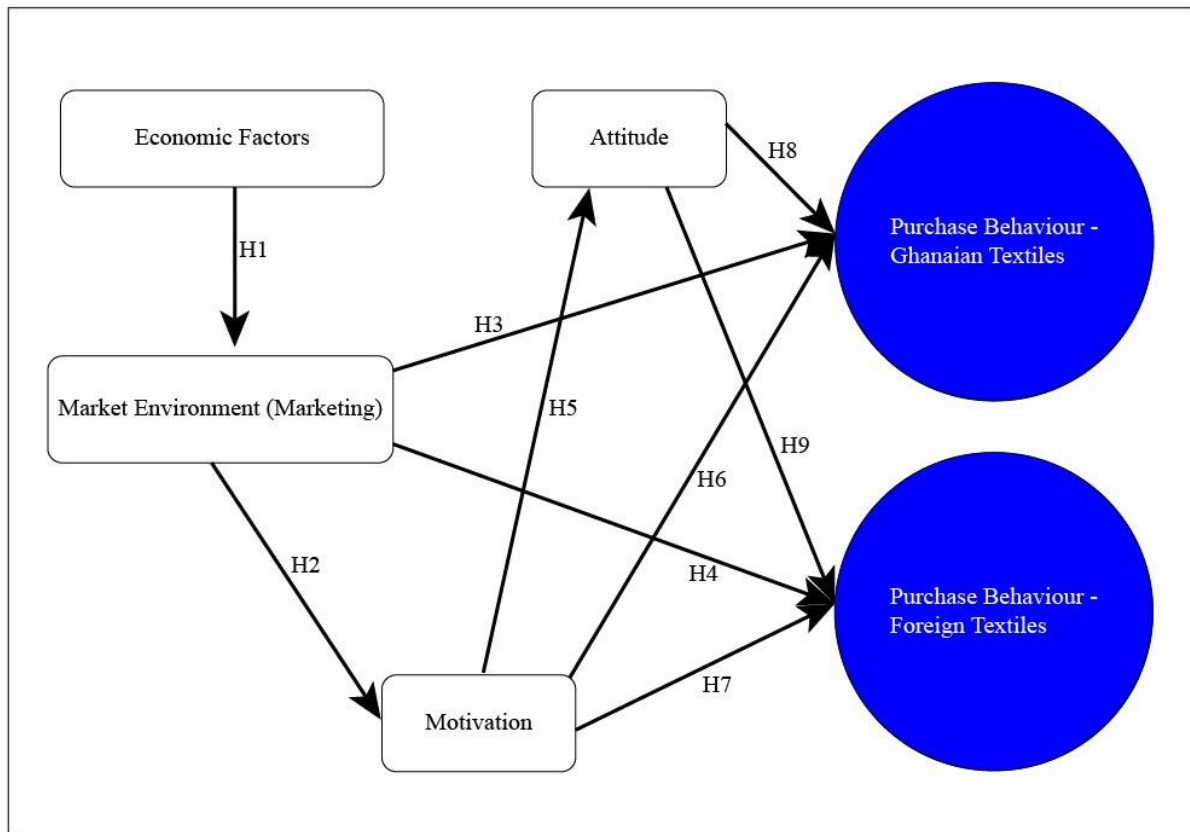 Economic Factors
Attitude
H8
Purchase Behaviour -
Ghanaian Textiles
H1
H3
Market Environment (Marketing)
H5
H9
H6
H2
H4
Purchase Behaviour -
Foreign Textiles
H7
Motivation